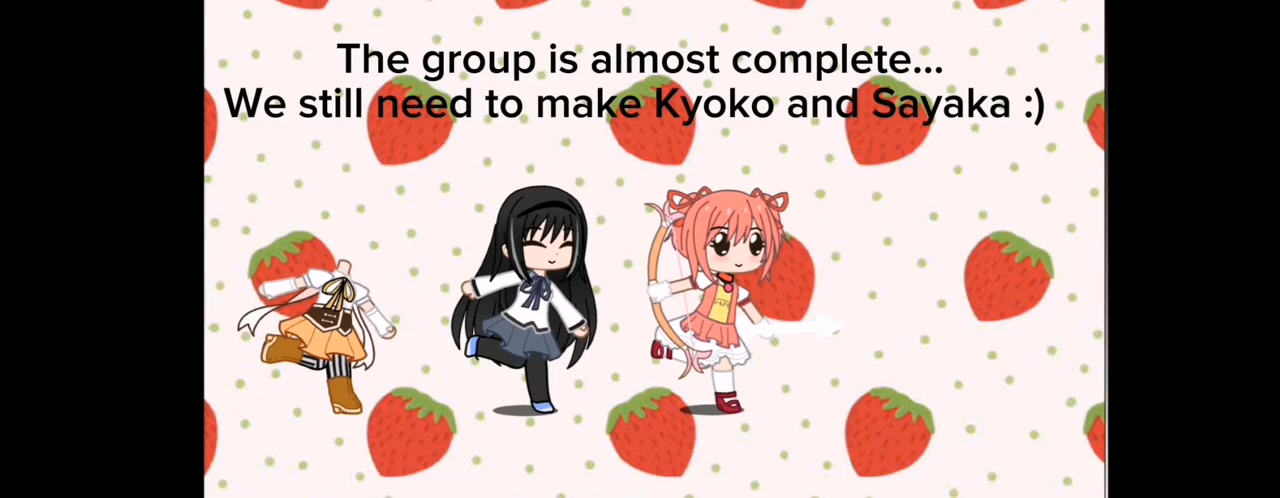 The group is almost complete...
We still need to make Kyoko and Sayaka :)